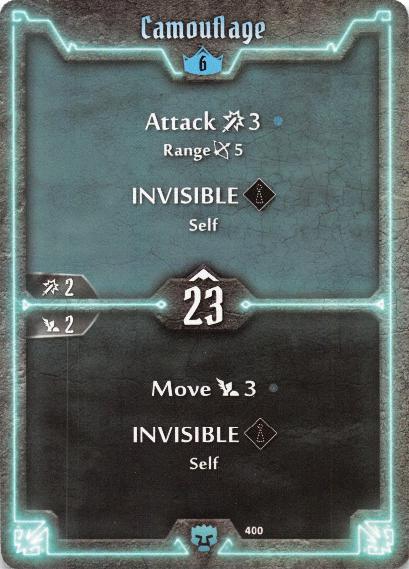 Camouflage
6
Attack 3
Range 5
INVISIBLE
Self
2
23
2
Move 3
INVISIBLE
Self
400